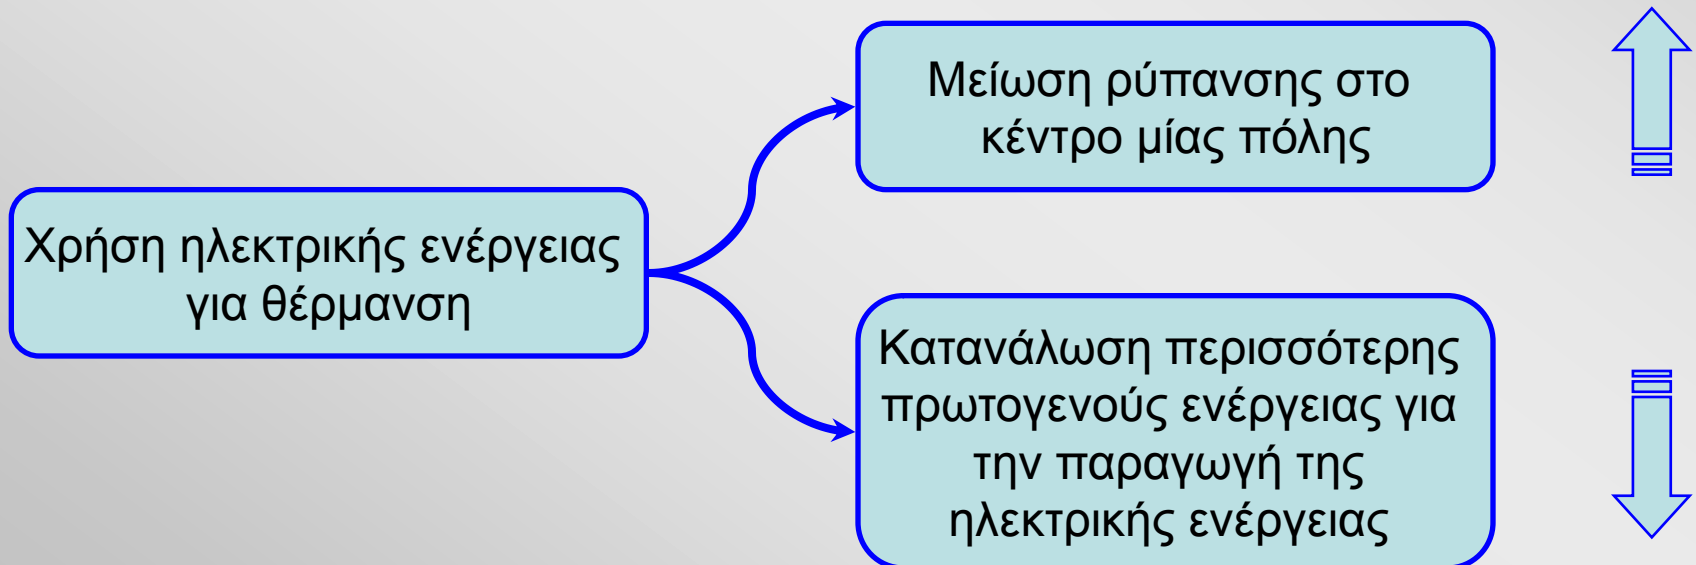 Μείωση ρύπανσης στο
κέντρο μίας πόλης
Χρήση ηλεκτρικής ενέργειας
για θέρμανση
Κατανάλωση περισσότερης
πρωτογενούς ενέργειας για
την παραγωγή της
ηλεκτρικής ενέργειας